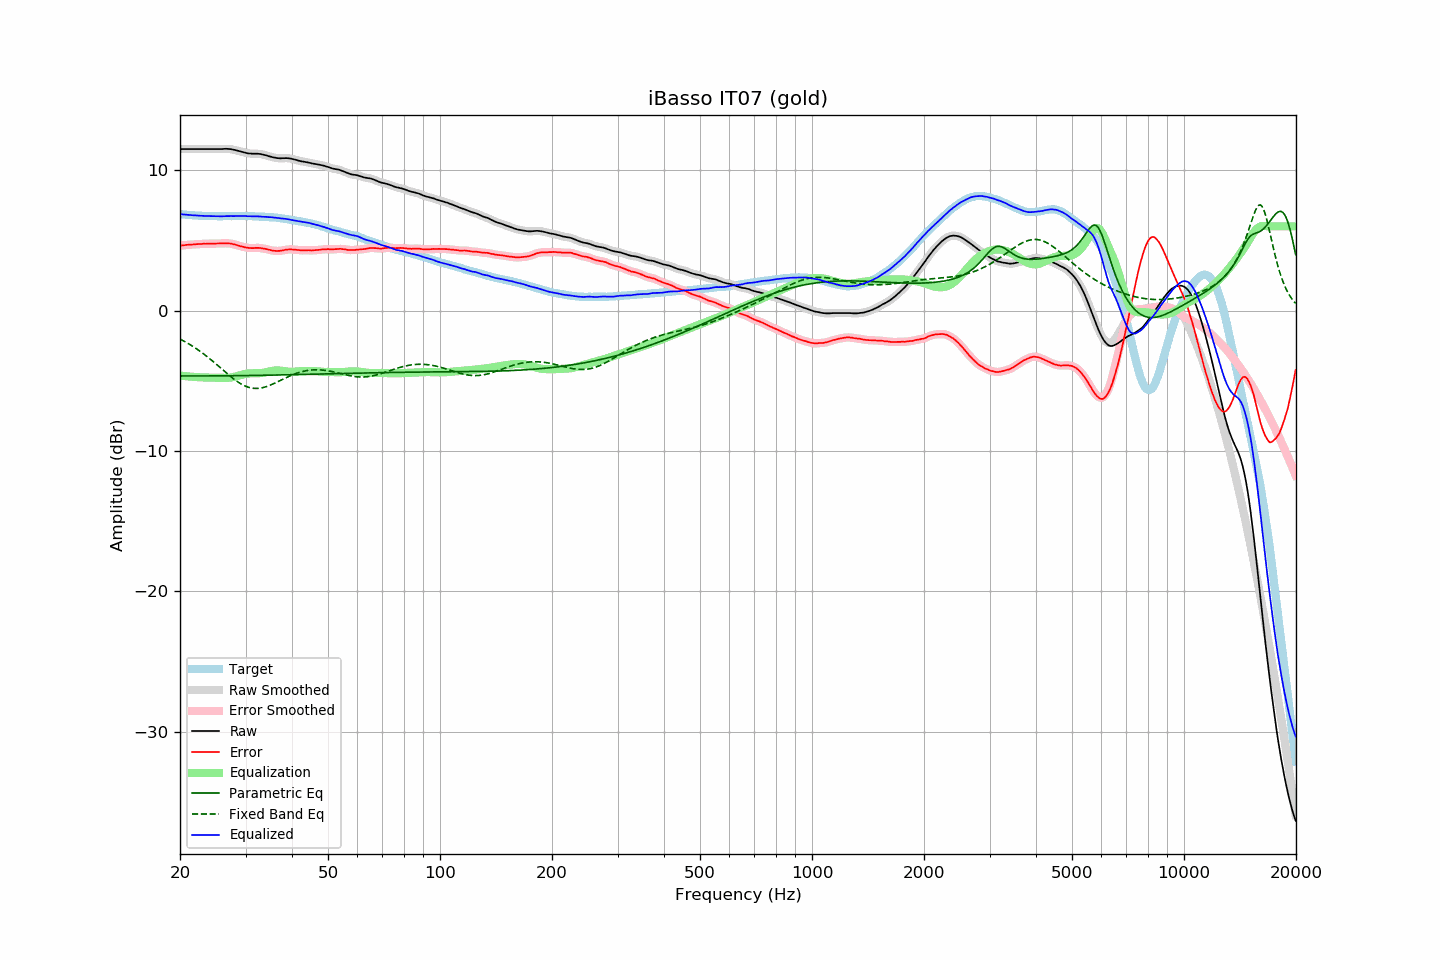 iBasso IT07 (gold)
Amplitude (dBr)
10
0
−10
−20
−30
Target
Raw Smoothed
Error Smoothed
Raw
Error
Equalization
Parametric Eq
Fixed Band Eq
Equalized
20 50 100 200 500 1000 2000 5000 10000 20000
Frequency (Hz)